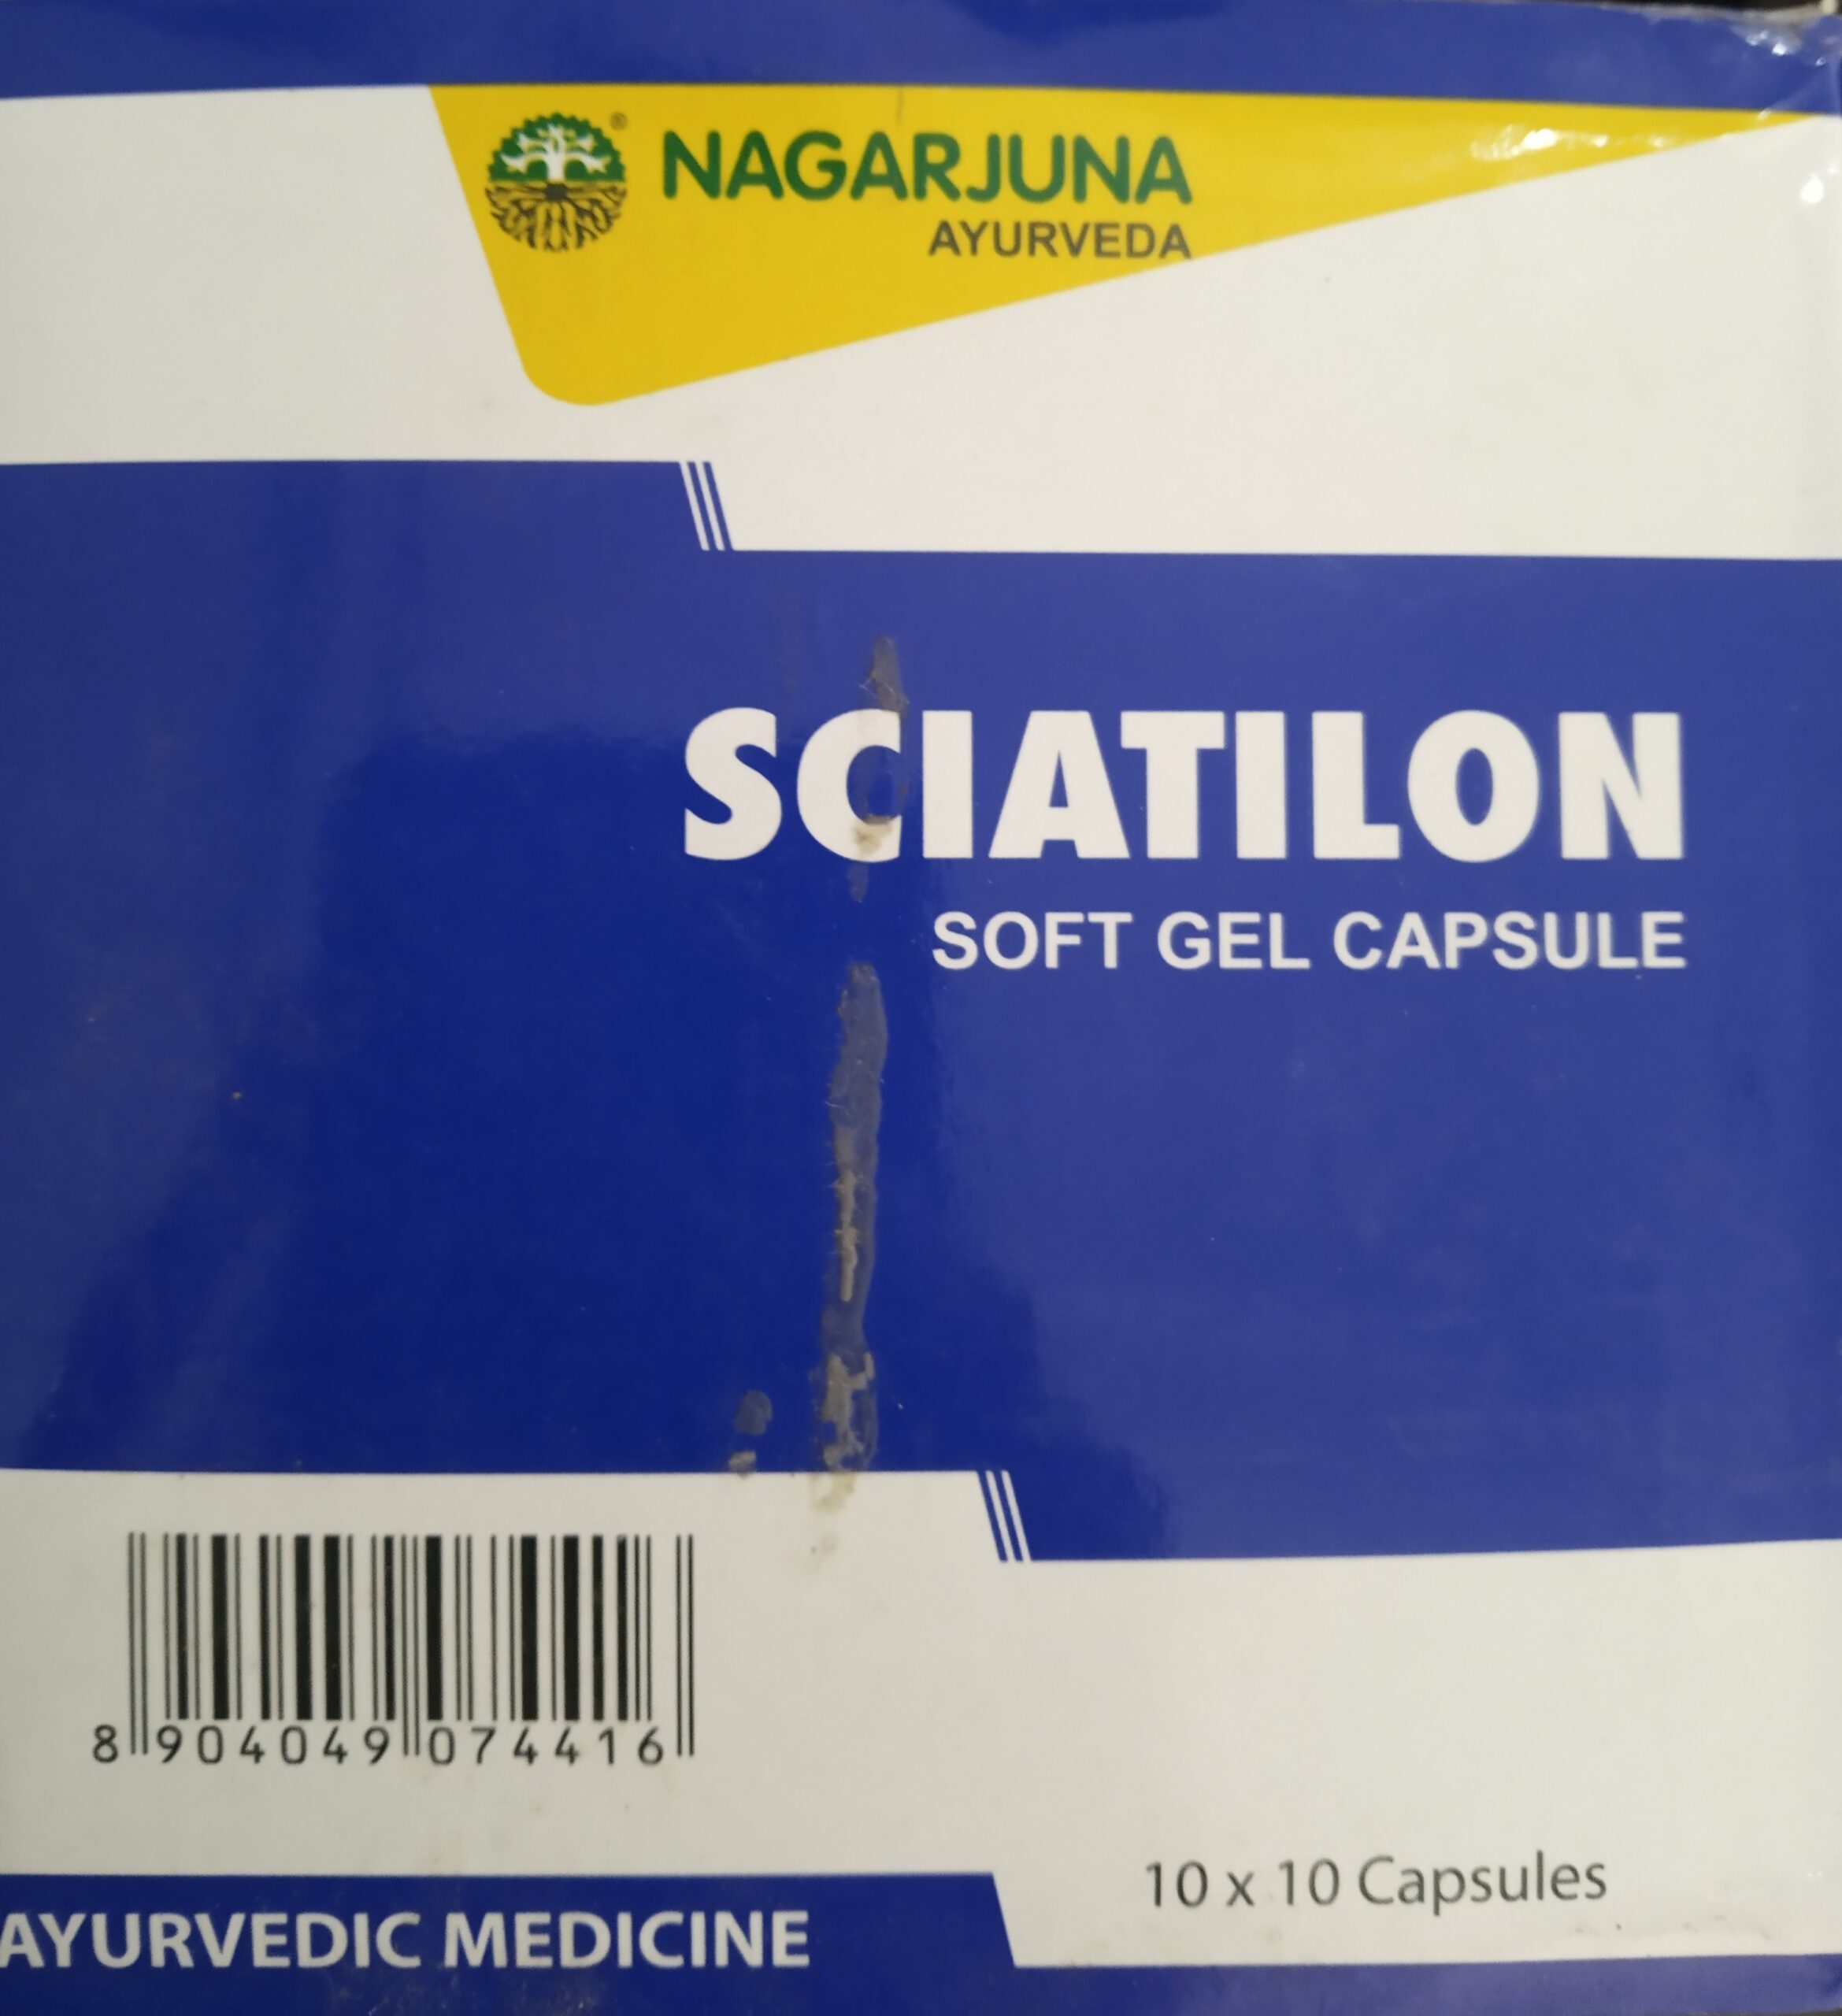 NAGARJUNA
AYURVEDA
SCIATILON
SOFT GEL CAPSULE
8 904049 074416
10 x 10 Capsules
AYURVEDIC MEDICINE